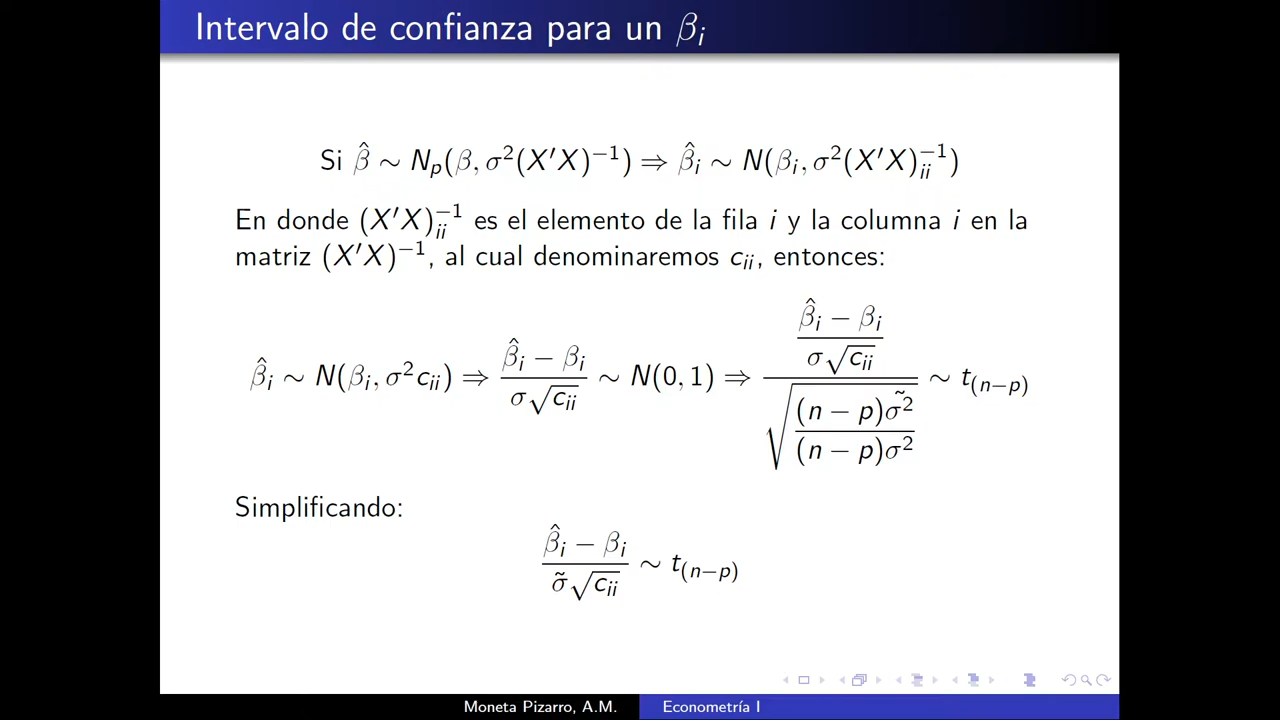 Intervalo de confianza para un βᵢ
Si β̂ ∼ Nₚ(β, σ²(X′X)⁻¹) ⇒ β̂ᵢ ∼ N(βᵢ, σ²(X′X)ᵢᵢ⁻¹)
En donde (X′X)ᵢᵢ⁻¹ es el elemento de la fila i y la columna i en la
matriz (X′X)⁻¹, al cual denominaremos cᵢᵢ, entonces:
β̂ᵢ ∼ N(βᵢ, σ²cᵢᵢ) ⇒ (β̂ᵢ − βᵢ)/(σ√cᵢᵢ) ∼ N(0, 1) ⇒ ((β̂ᵢ − βᵢ)/(σ√cᵢᵢ))/√((n − p)σ̃²/(n − p)σ²) ∼ t₍ₙ₋ₚ₎
Simplificando:
(β̂ᵢ − βᵢ)/(σ̃√cᵢᵢ) ∼ t₍ₙ₋ₚ₎
Moneta Pizarro, A.M. Econometría I